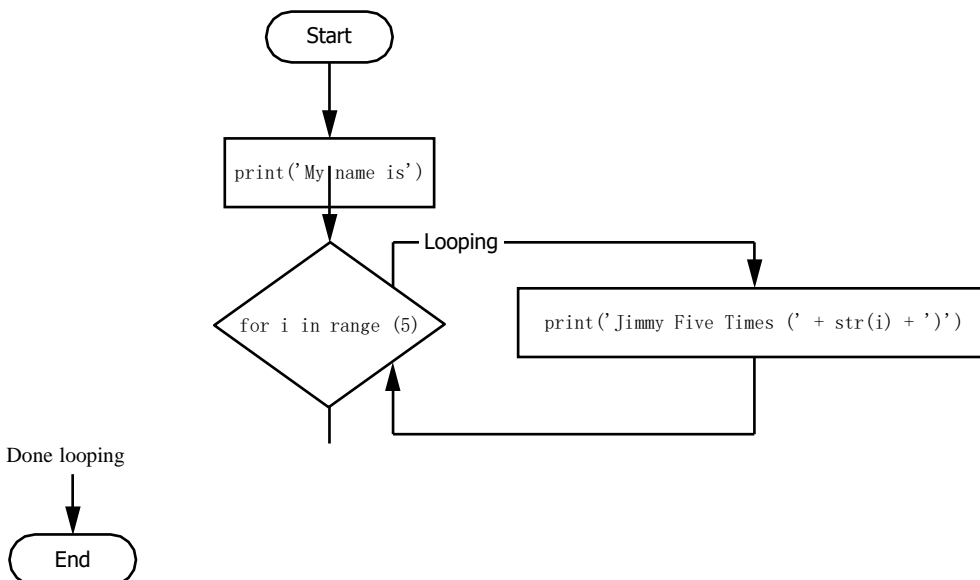 Start
print('My name is')
Looping
for i in range (5)
print('Jimmy Five Times (' + str(i) + ')')
Done looping
End